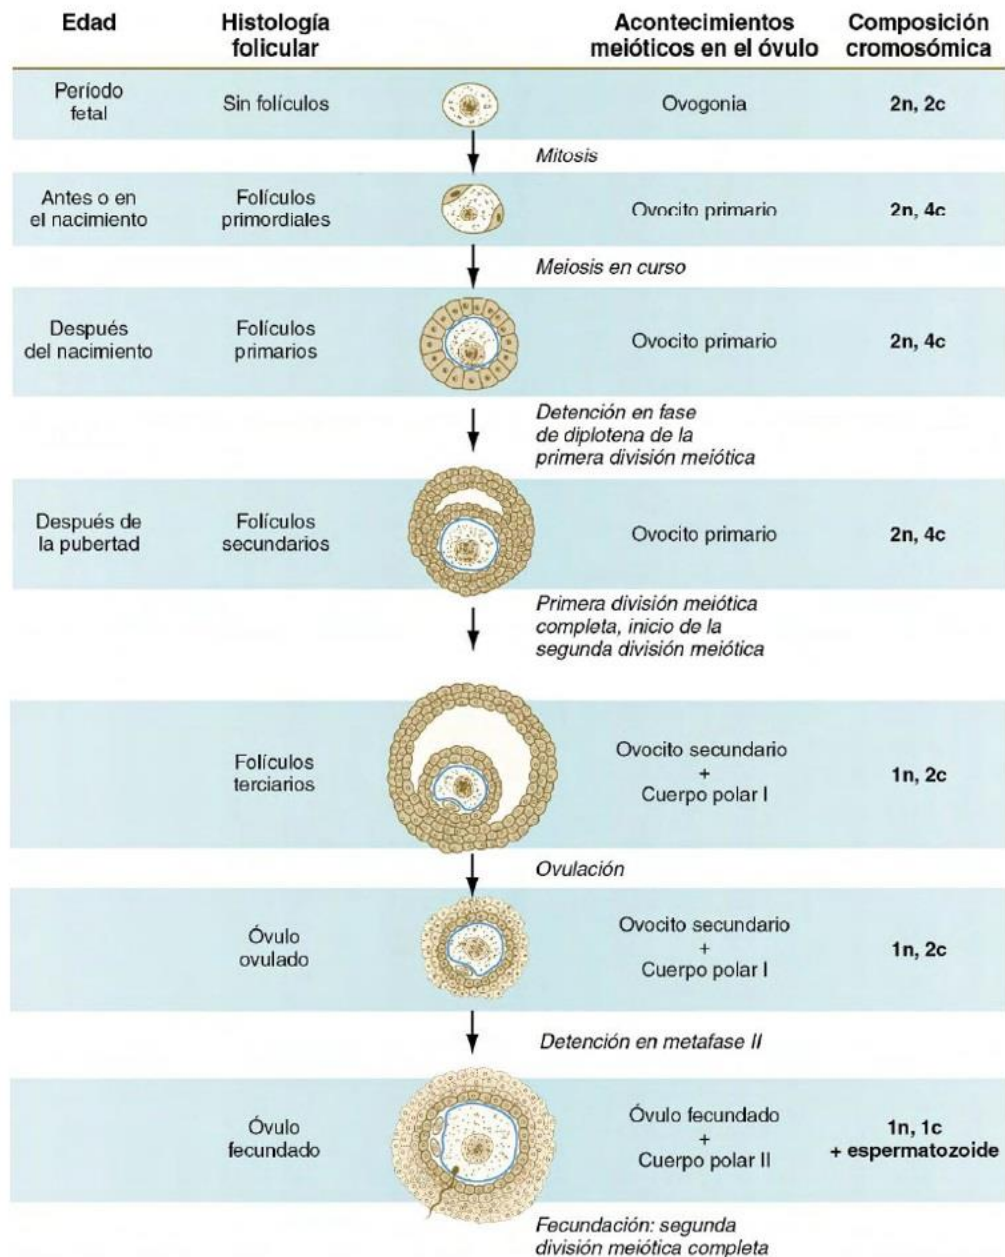 Edad
Histología
folicular
Acontecimientos
meióticos en el óvulo
Composición
cromosómica
Período
fetal
Sin folículos
Ovogonia
2n, 2c
Mitosis
Antes o en
el nacimiento
Folículos
primordiales
Ovocito primario
2n, 4c
Meiosis en curso
Después
del nacimiento
Folículos
primarios
Ovocito primario
2n, 4c
Detención en fase
de diplotena de la
primera división meiótica
Después de
la pubertad
Folículos
secundarios
Ovocito primario
2n, 4c
Primera división meiótica
completa, inicio de la
segunda división meiótica
Folículos
terciarios
Ovocito secundario
+
Cuerpo polar I
1n, 2c
Ovulación
Óvulo
ovulado
Ovocito secundario
+
Cuerpo polar I
1n, 2c
Detención en metafase II
Óvulo
fecundado
Óvulo fecundado
+
Cuerpo polar II
1n, 1c
+ espermatozoide
Fecundación: segunda
división meiótica completa